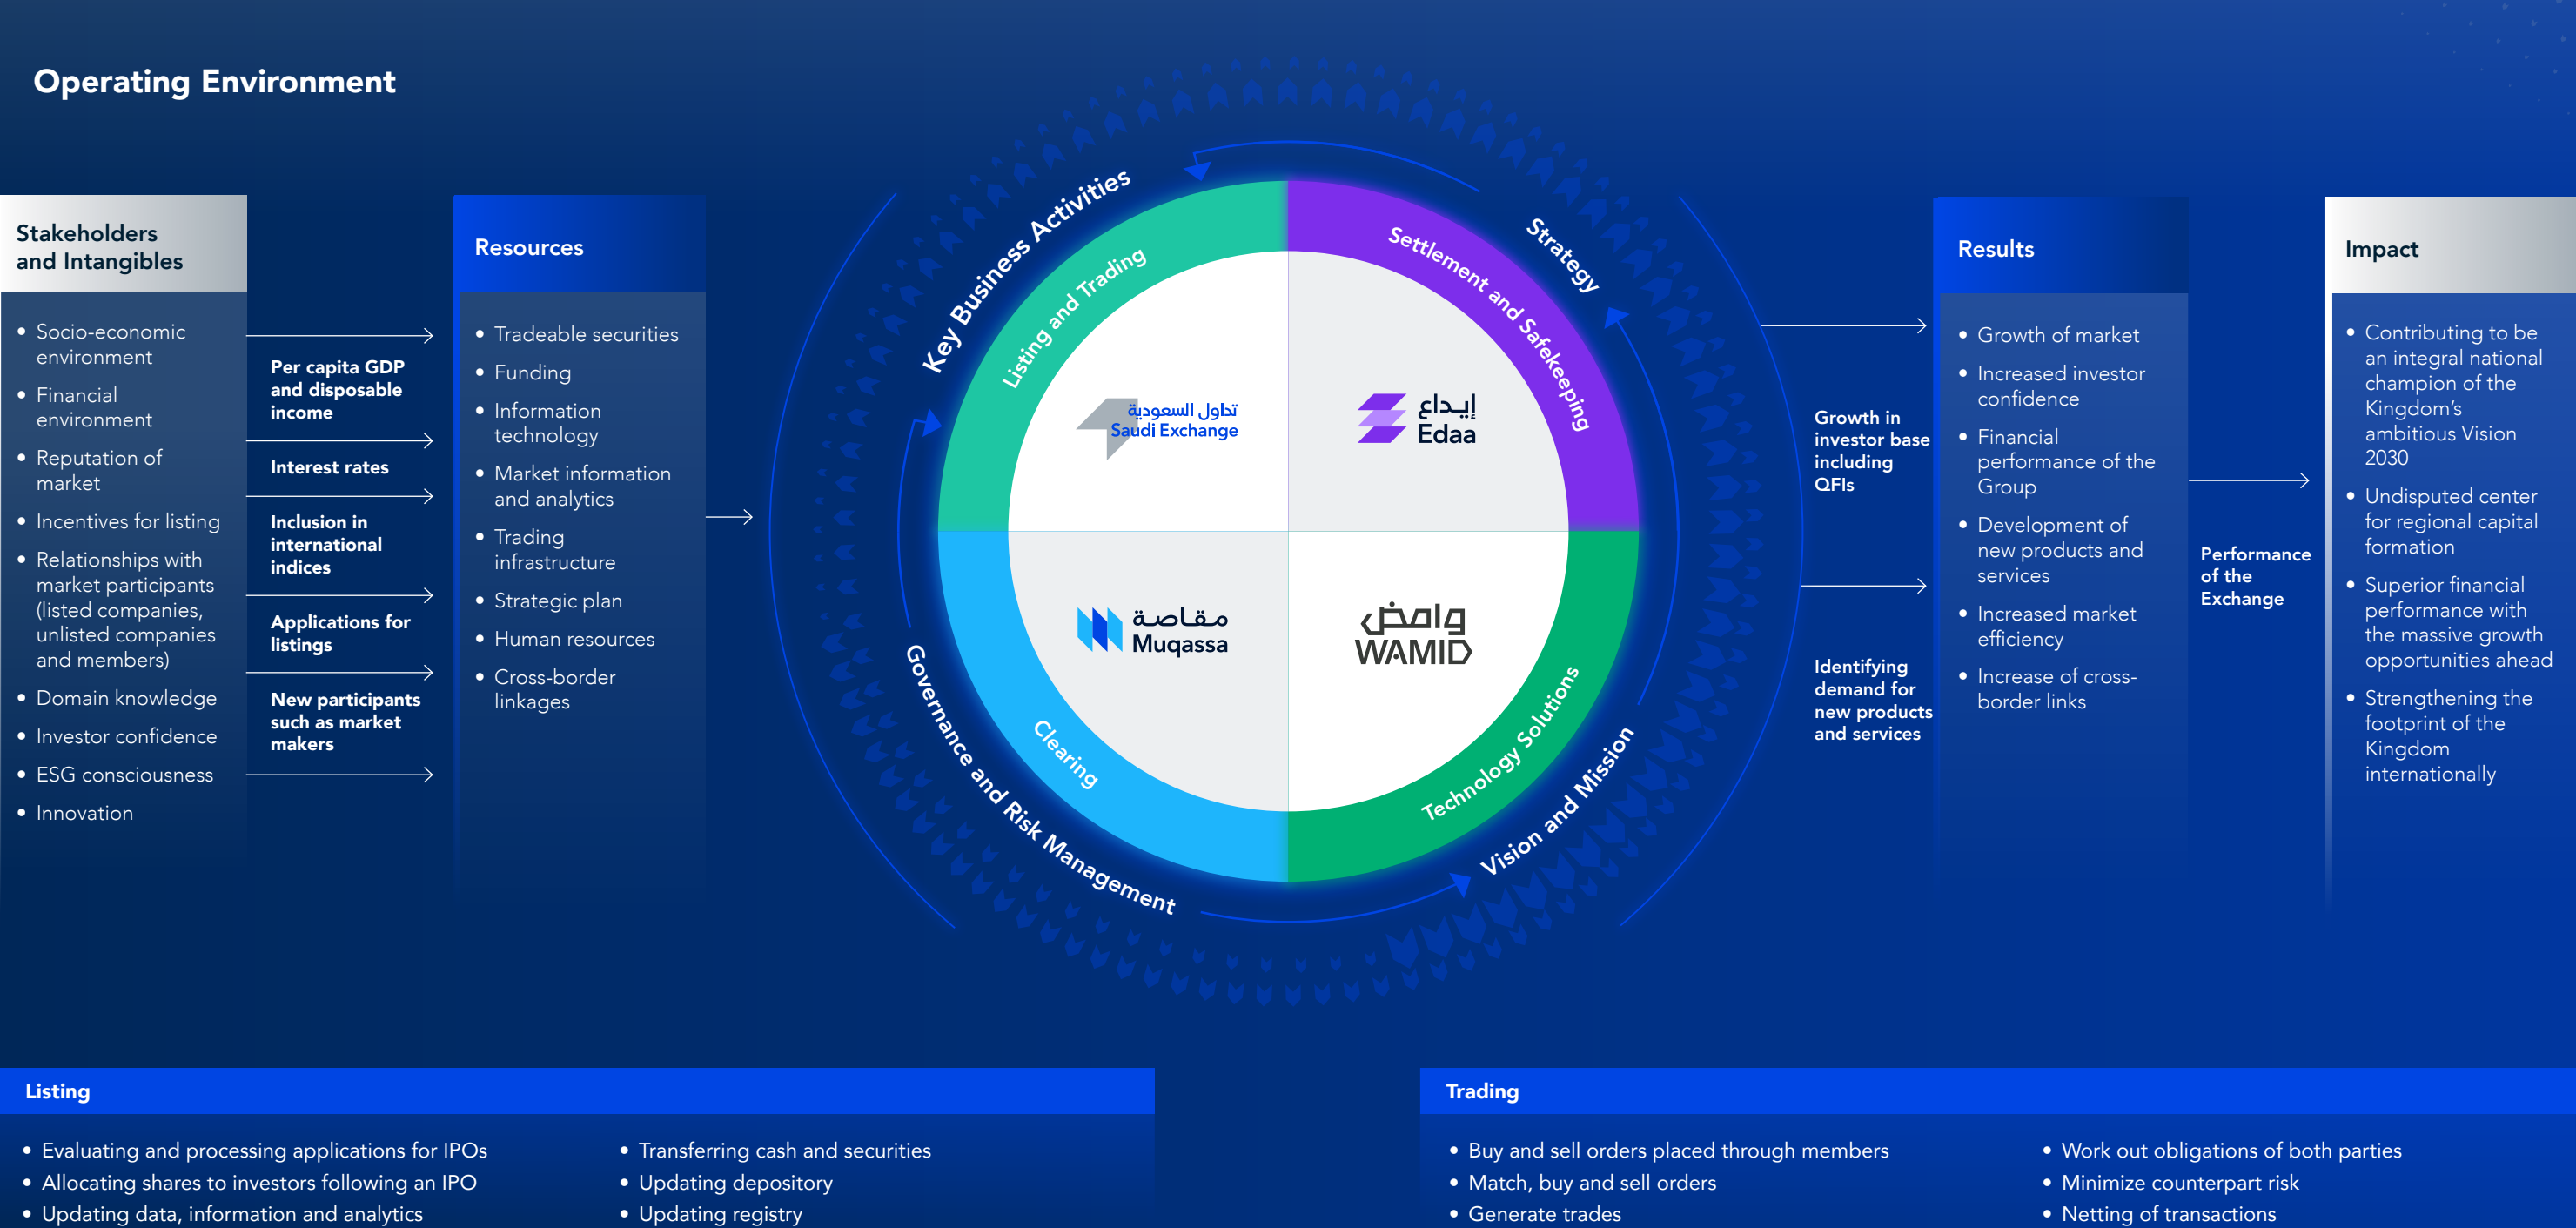 Operating Environment
Stakeholders
and Intangibles
• Socio-economic
environment
• Financial
environment
• Reputation of
market
• Incentives for listing
• Relationships with
market participants
(listed companies,
unlisted companies
and members)
• Domain knowledge
• Investor confidence
• ESG consciousness
• Innovation
Per capita GDP
and disposable
income
Interest rates
Inclusion in
international
indices
Applications for
listings
New participants
such as market
makers
Resources
• Tradeable securities
• Funding
• Information
technology
• Market information
and analytics
• Trading
infrastructure
• Strategic plan
• Human resources
• Cross-border
linkages
Key Business Activities
Strategy
Governance and Risk Management
Vision and Mission
Listing and Trading
Settlement and Safekeeping
Clearing
Technology Solutions
تداول السعودية
Saudi Exchange
إيداع
Edaa
مقاصة
Muqassa
وامض
WAMID
Growth in
investor base
including
QFIs
Identifying
demand for
new products
and services
Results
• Growth of market
• Increased investor
confidence
• Financial
performance of the
Group
• Development of
new products and
services
• Increased market
efficiency
• Increase of cross-
border links
Performance
of the
Exchange
Impact
• Contributing to be
an integral national
champion of the
Kingdom’s
ambitious Vision
2030
• Undisputed center
for regional capital
formation
• Superior financial
performance with
the massive growth
opportunities ahead
• Strengthening the
footprint of the
Kingdom
internationally
Listing
• Evaluating and processing applications for IPOs
• Allocating shares to investors following an IPO
• Updating data, information and analytics
• Transferring cash and securities
• Updating depository
• Updating registry
Trading
• Buy and sell orders placed through members
• Match, buy and sell orders
• Generate trades
• Work out obligations of both parties
• Minimize counterpart risk
• Netting of transactions